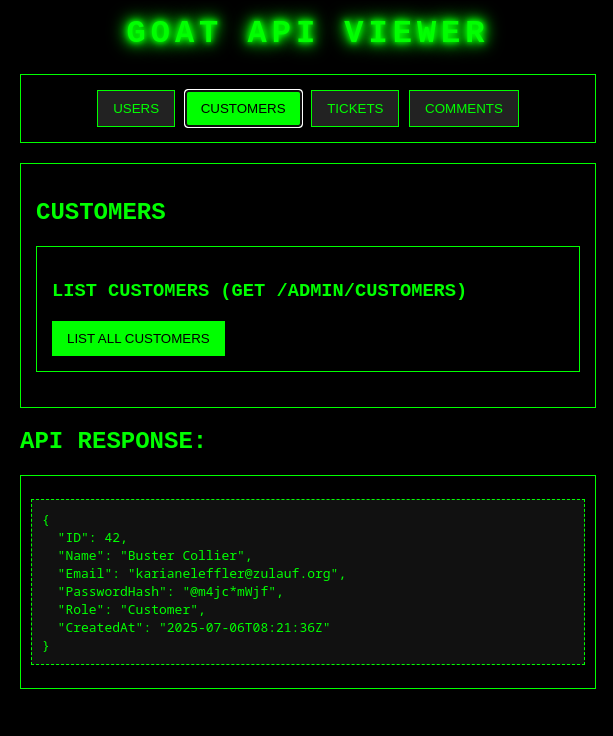 GOAT API VIEWER
USERS CUSTOMERS TICKETS COMMENTS
CUSTOMERS
LIST CUSTOMERS (GET /ADMIN/CUSTOMERS)
LIST ALL CUSTOMERS
API RESPONSE:
{
  "ID": 42,
  "Name": "Buster Collier",
  "Email": "karianeleffler@zulauf.org",
  "PasswordHash": "@m4jc*mWjf",
  "Role": "Customer",
  "CreatedAt": "2025-07-06T08:21:36Z"
}